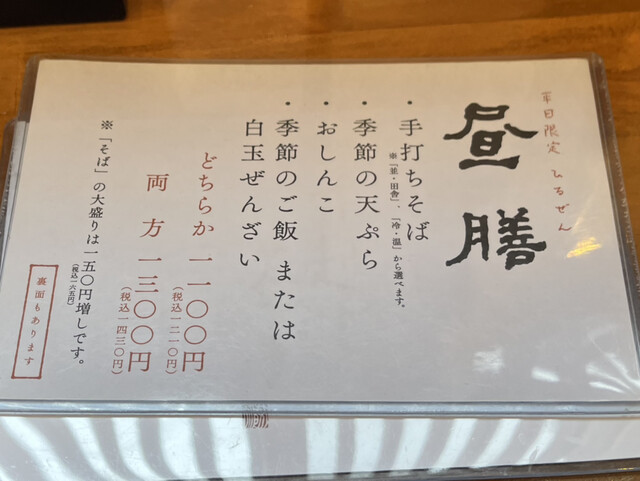 平日限定 ひるぜん
昼膳
・手打ちそば
※「並・田舎」、「冷・温」から選べます。
・季節の天ぷら
・おしんこ
・季節のご飯 または
白玉ぜんざい
どちらか 一一〇〇円
(税込一二一〇円)
両方 一三〇〇円
(税込一四三〇円)
※「そば」の大盛りは一五〇円増しです。
(税込一六五円)
裏面もあります